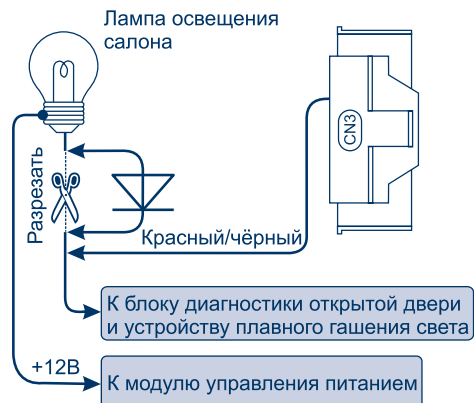 Лампа освещения
салона
CN3
Разрезать
Красный/чёрный
К блоку диагностики открытой двери
и устройству плавного гашения света
+12В
К модулю управления питанием